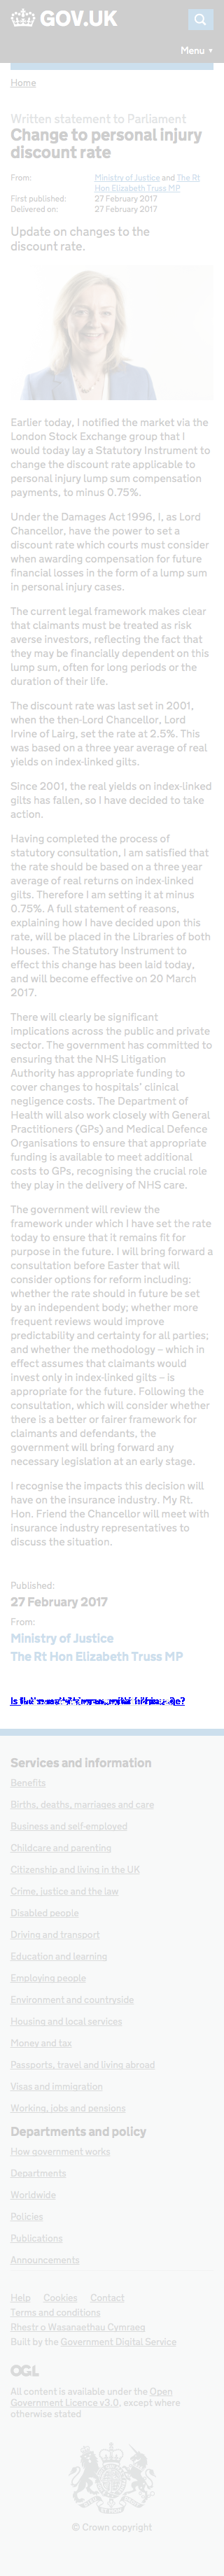 GOV.UK
Menu
Home
Written statement to Parliament
Change to personal injury
discount rate
From: Ministry of Justice and The Rt
Hon Elizabeth Truss MP
First published: 27 February 2017
Delivered on: 27 February 2017
Update on changes to the
discount rate.
Earlier today, I notified the market via the
London Stock Exchange group that I
would today lay a Statutory Instrument to
change the discount rate applicable to
personal injury lump sum compensation
payments, to minus 0.75%.
Under the Damages Act 1996, I, as Lord
Chancellor, have the power to set a
discount rate which courts must consider
when awarding compensation for future
financial losses in the form of a lump sum
in personal injury cases.
The current legal framework makes clear
that claimants must be treated as risk
averse investors, reflecting the fact that
they may be financially dependent on this
lump sum, often for long periods or the
duration of their life.
The discount rate was last set in 2001,
when the then-Lord Chancellor, Lord
Irvine of Lairg, set the rate at 2.5%. This
was based on a three year average of real
yields on index-linked gilts.
Since 2001, the real yields on index-linked
gilts has fallen, so I have decided to take
action.
Having completed the process of
statutory consultation, I am satisfied that
the rate should be based on a three year
average of real returns on index-linked
gilts. Therefore I am setting it at minus
0.75%. A full statement of reasons,
explaining how I have decided upon this
rate, will be placed in the Libraries of both
Houses. The Statutory Instrument to
effect this change has been laid today,
and will become effective on 20 March
2017.
There will clearly be significant
implications across the public and private
sector. The government has committed to
ensuring that the NHS Litigation
Authority has appropriate funding to
cover changes to hospitals’ clinical
negligence costs. The Department of
Health will also work closely with General
Practitioners (GPs) and Medical Defence
Organisations to ensure that appropriate
funding is available to meet additional
costs to GPs, recognising the crucial role
they play in the delivery of NHS care.
The government will review the
framework under which I have set the rate
today to ensure that it remains fit for
purpose in the future. I will bring forward a
consultation before Easter that will
consider options for reform including:
whether the rate should in future be set
by an independent body; whether more
frequent reviews would improve
predictability and certainty for all parties;
and whether the methodology – which in
effect assumes that claimants would
invest only in index-linked gilts – is
appropriate for the future. Following the
consultation, which will consider whether
there is a better or fairer framework for
claimants and defendants, the
government will bring forward any
necessary legislation at an early stage.
I recognise the impacts this decision will
have on the insurance industry. My Rt.
Hon. Friend the Chancellor will meet with
insurance industry representatives to
discuss the situation.
Published:
27 February 2017
From:
Ministry of Justice
The Rt Hon Elizabeth Truss MP
Is
Services and information
Benefits
Births, deaths, marriages and care
Business and self-employed
Childcare and parenting
Citizenship and living in the UK
Crime, justice and the law
Disabled people
Driving and transport
Education and learning
Employing people
Environment and countryside
Housing and local services
Money and tax
Passports, travel and living abroad
Visas and immigration
Working, jobs and pensions
Departments and policy
How government works
Departments
Worldwide
Policies
Publications
Announcements
Help Cookies Contact
Terms and conditions
Rhestr o Wasanaethau Cymraeg
Built by the Government Digital Service
OGL
All content is available under the Open
Government Licence v3.0, except where
otherwise stated
© Crown copyright